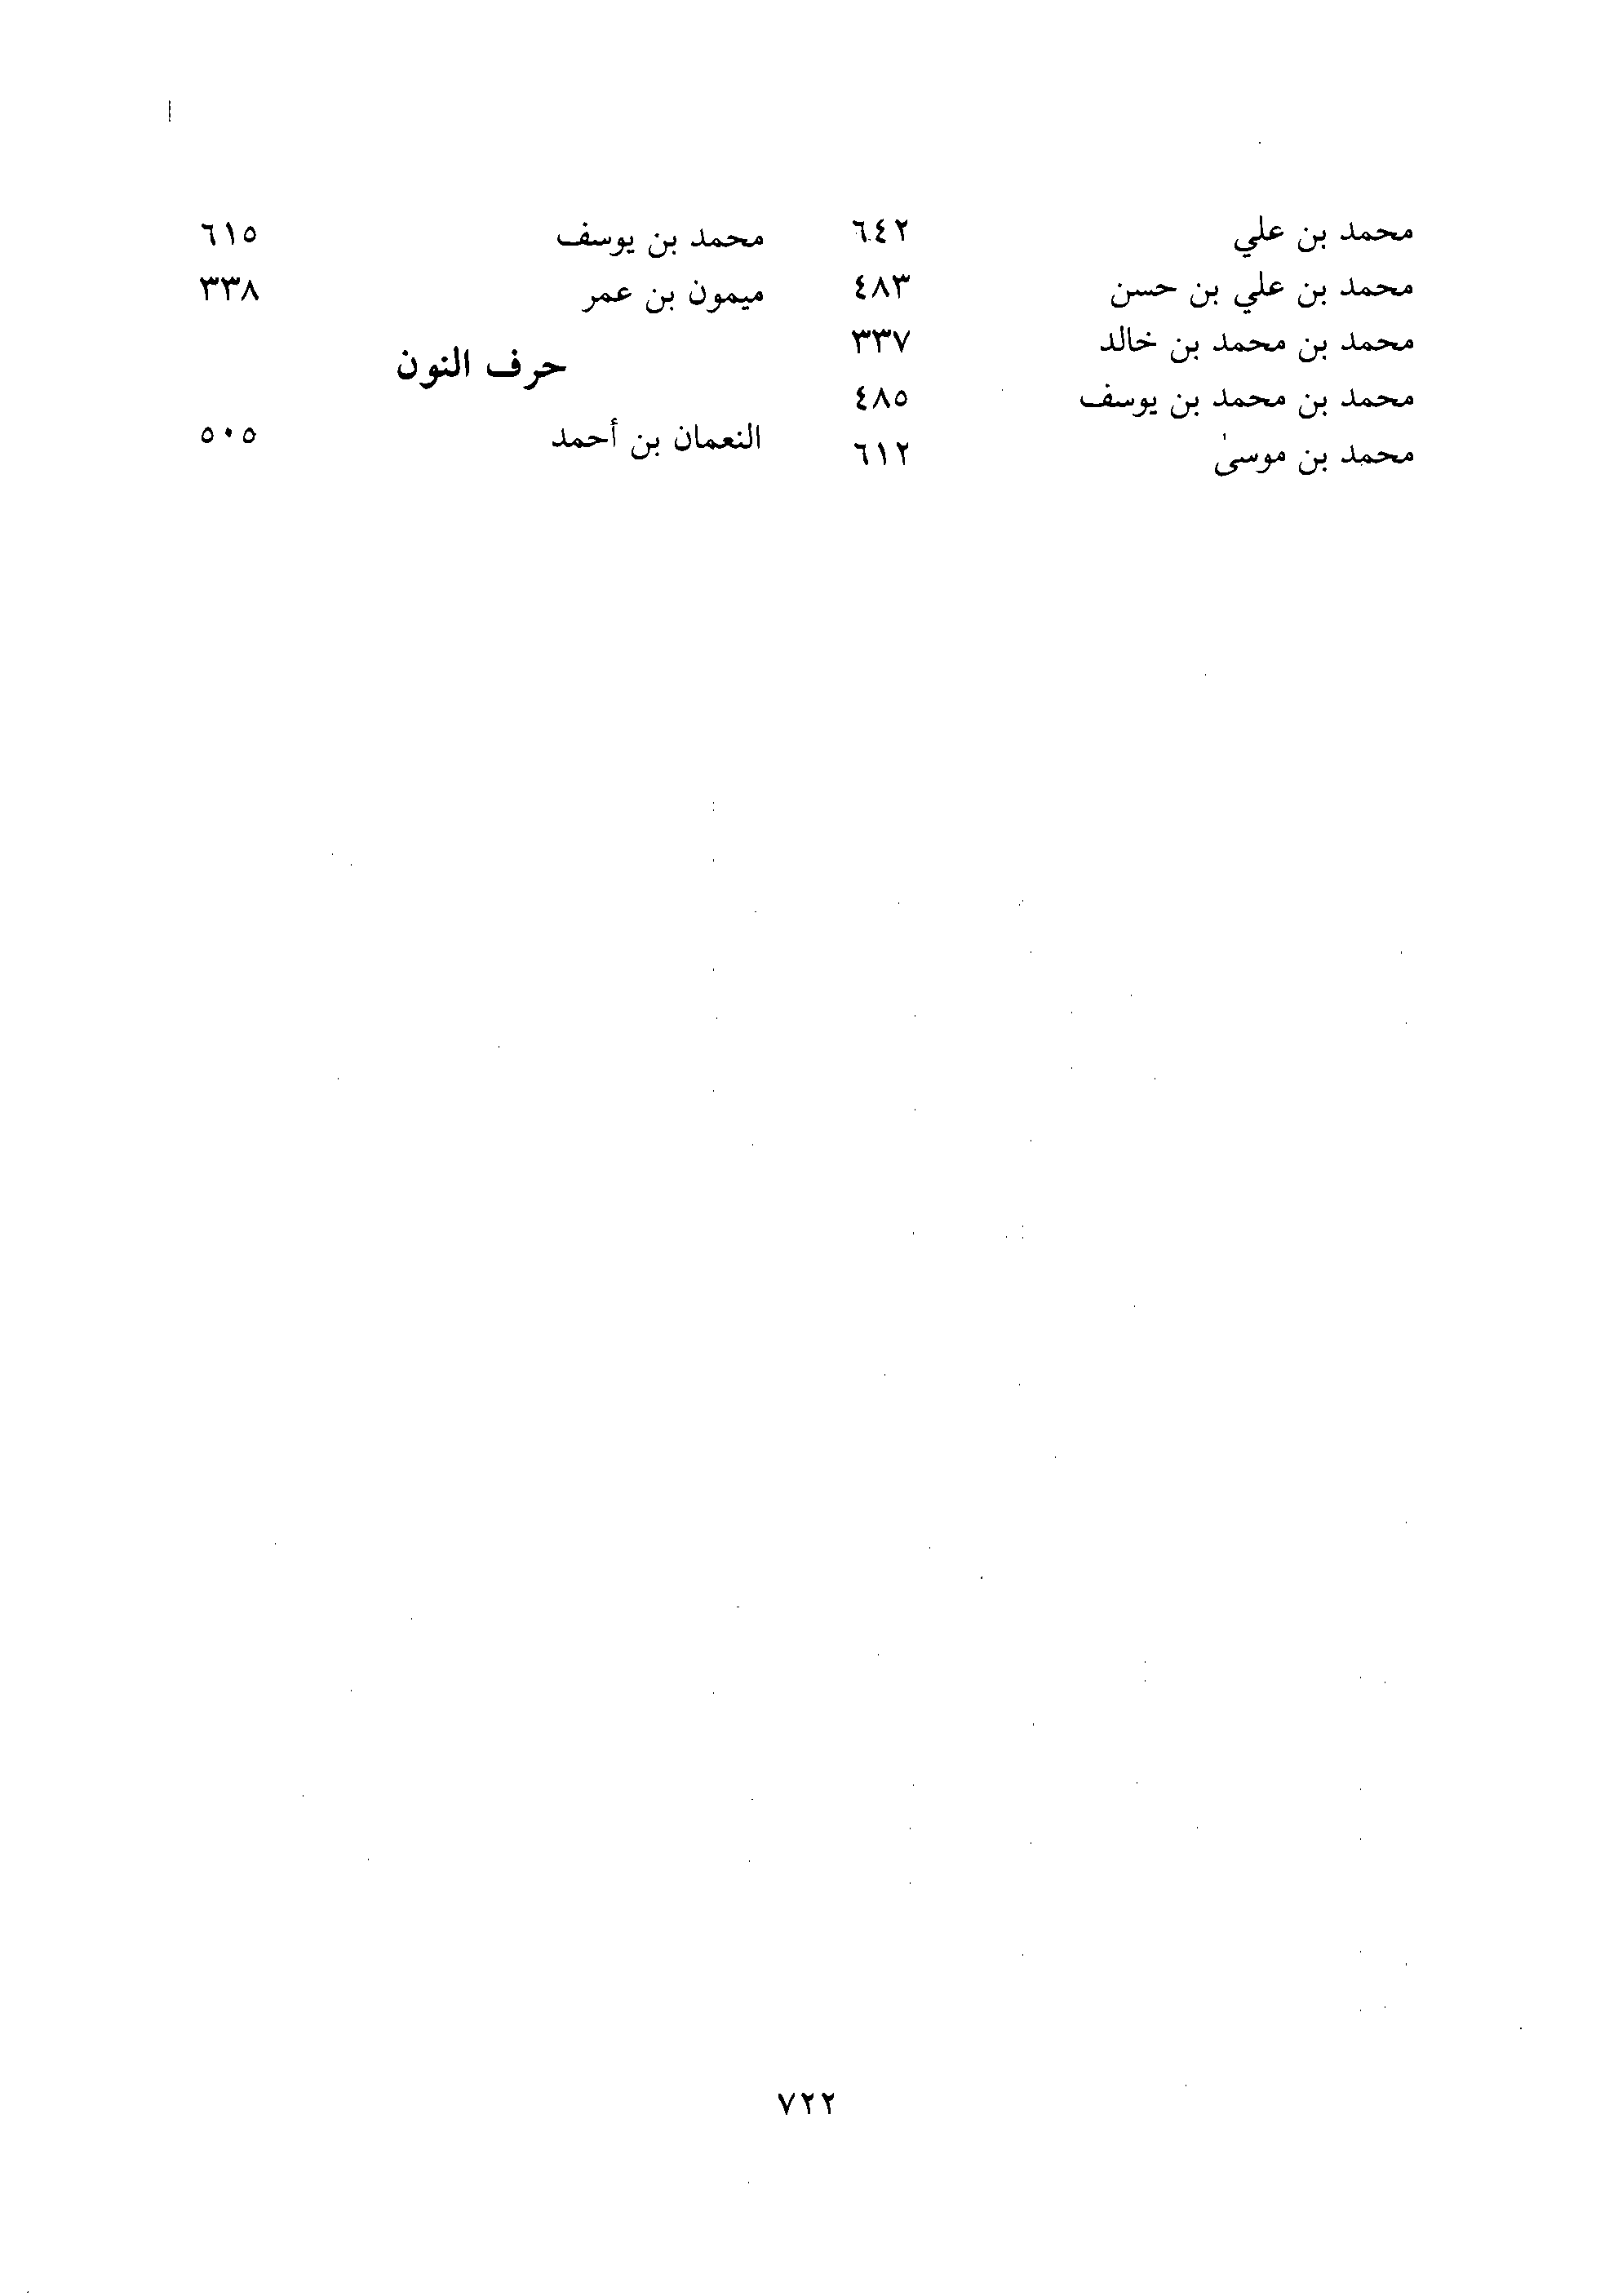 محمد بن علي ٦٤٢
محمد بن علي بن حسن ٤٨٣
محمد بن محمد بن خالد ٣٣٧
محمد بن محمد بن يوسف ٤٨٥
محمد بن موسىٰ ٦١٢
محمد بن يوسف ٦١٥
ميمون بن عمر ٣٣٨
حرف النون
النعمان بن أحمد ٥٠٥
٧٢٢